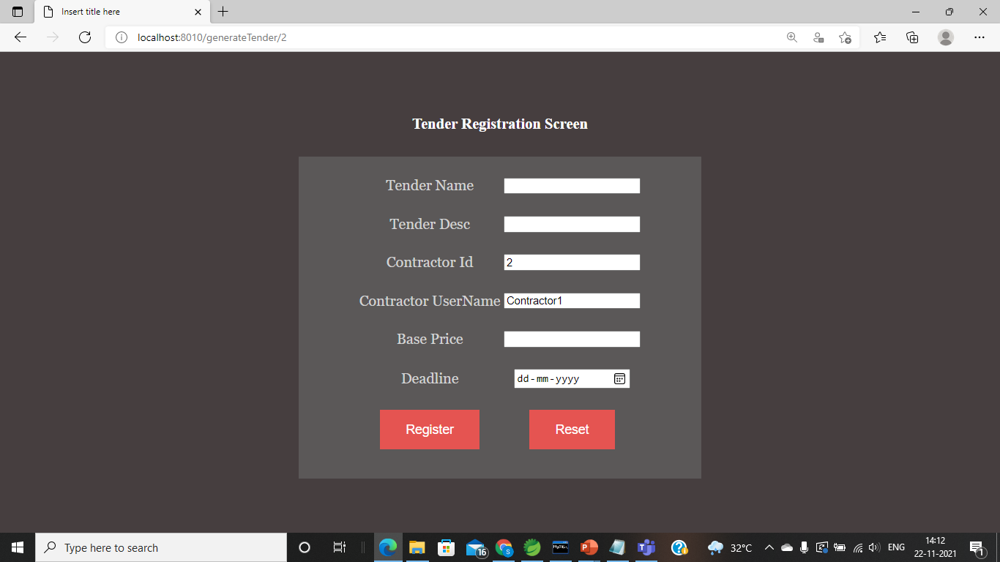 Insert title here
localhost:8010/generateTender/2
Tender Registration Screen
Tender Name
Tender Desc
Contractor Id 2
Contractor UserName Contractor1
Base Price
Deadline dd-mm-yyyy
Register Reset
Type here to search
16
S
MySQL
32°C
ENG
14:12
22-11-2021
1